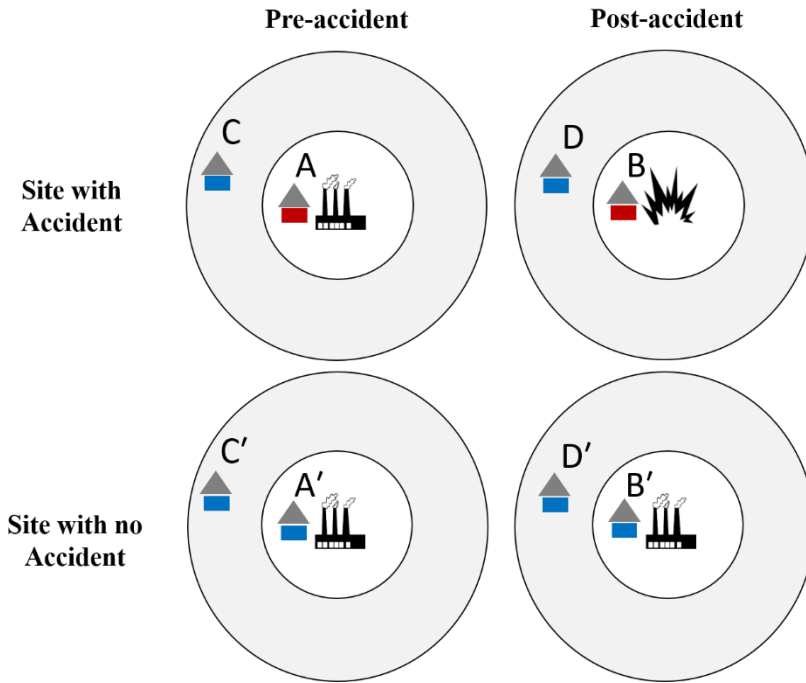 Pre-accident
Post-accident
Site with
Accident
C
A
D
B
Site with no
Accident
C′
A′
D′
B′